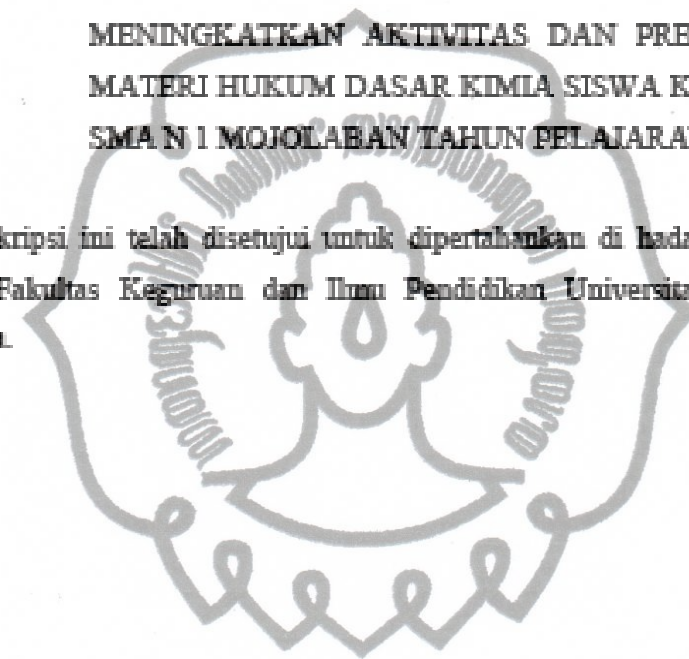 MENINGKATKAN AKTIVITAS DAN PRE
MATERI HUKUM DASAR KIMIA SISWA K
SMA N 1 MOJOLABAN TAHUN PELAJARA
kripsi ini telah disetujui untuk dipertahankan di hada
Fakultas Keguruan dan Ilmu Pendidikan Universita